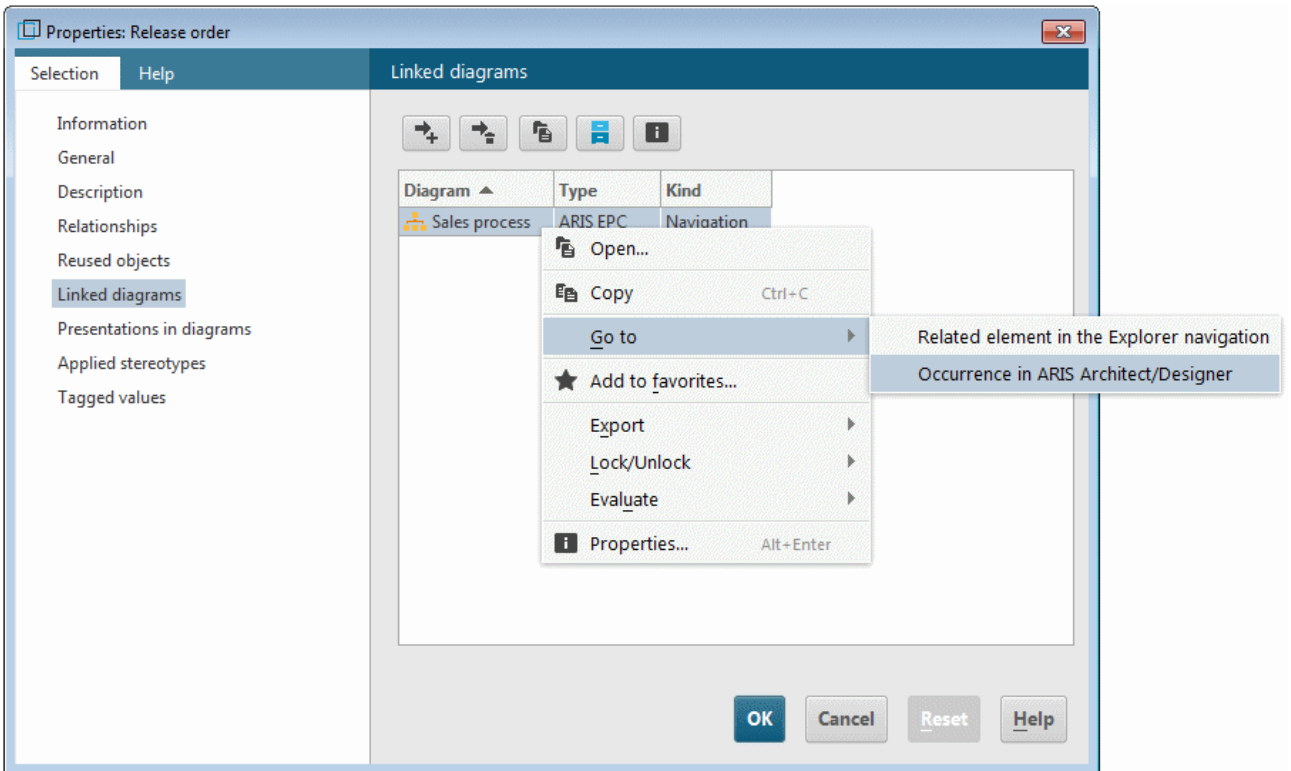 Properties: Release order
Selection
Help
Linked diagrams
Information
General
Description
Relationships
Reused objects
Linked diagrams
Presentations in diagrams
Applied stereotypes
Tagged values
Diagram Type Kind
Sales process ARIS EPC Navigation
Open...
Copy Ctrl+C
Go to
Add to favorites...
Export
Lock/Unlock
Evaluate
Properties... Alt+Enter
Related element in the Explorer navigation
Occurrence in ARIS Architect/Designer
OK Cancel Reset Help